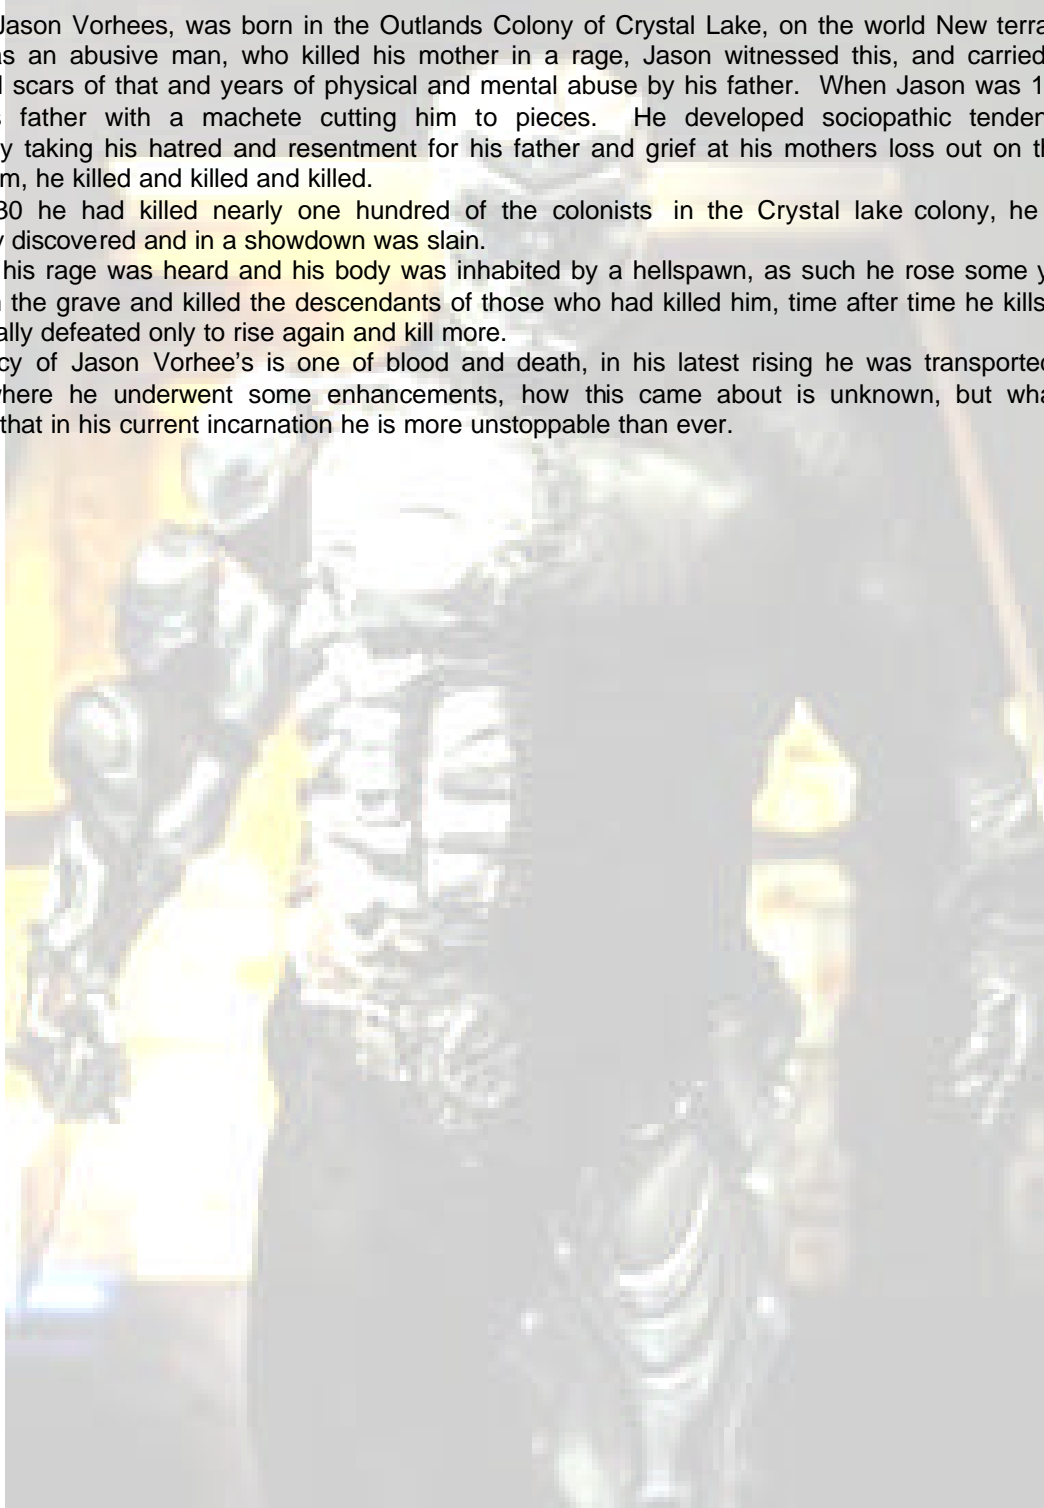 Jason Vorhees, was born in the Outlands Colony of Crystal Lake, on the world New terra
s an abusive man, who killed his mother in a rage, Jason witnessed this, and carried
l scars of that and years of physical and mental abuse by his father. When Jason was 1
s father with a machete cutting him to pieces. He developed sociopathic tenden
y taking his hatred and resentment for his father and grief at his mothers loss out on th
m, he killed and killed and killed.
30 he had killed nearly one hundred of the colonists in the Crystal lake colony, he
y discovered and in a showdown was slain.
his rage was heard and his body was inhabited by a hellspawn, as such he rose some y
n the grave and killed the descendants of those who had killed him, time after time he kills
ally defeated only to rise again and kill more.
cy of Jason Vorhee's is one of blood and death, in his latest rising he was transported
where he underwent some enhancements, how this came about is unknown, but wha
that in his current incarnation he is more unstoppable than ever.